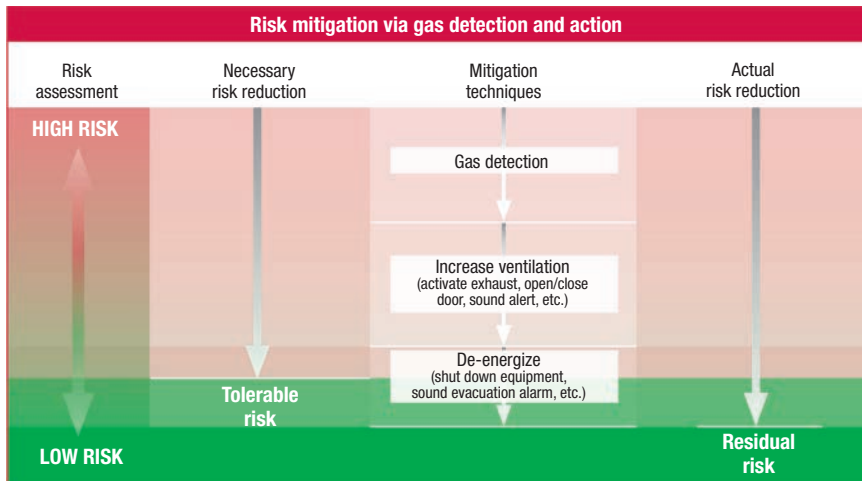 Risk mitigation via gas detection and action
Risk
assessment
Necessary
risk reduction
Mitigation
techniques
Actual
risk reduction
HIGH RISK
Gas detection
Increase ventilation
(activate exhaust, open/close
door, sound alert, etc.)
De-energize
(shut down equipment,
sound evacuation alarm, etc.)
Tolerable
risk
LOW RISK
Residual
risk